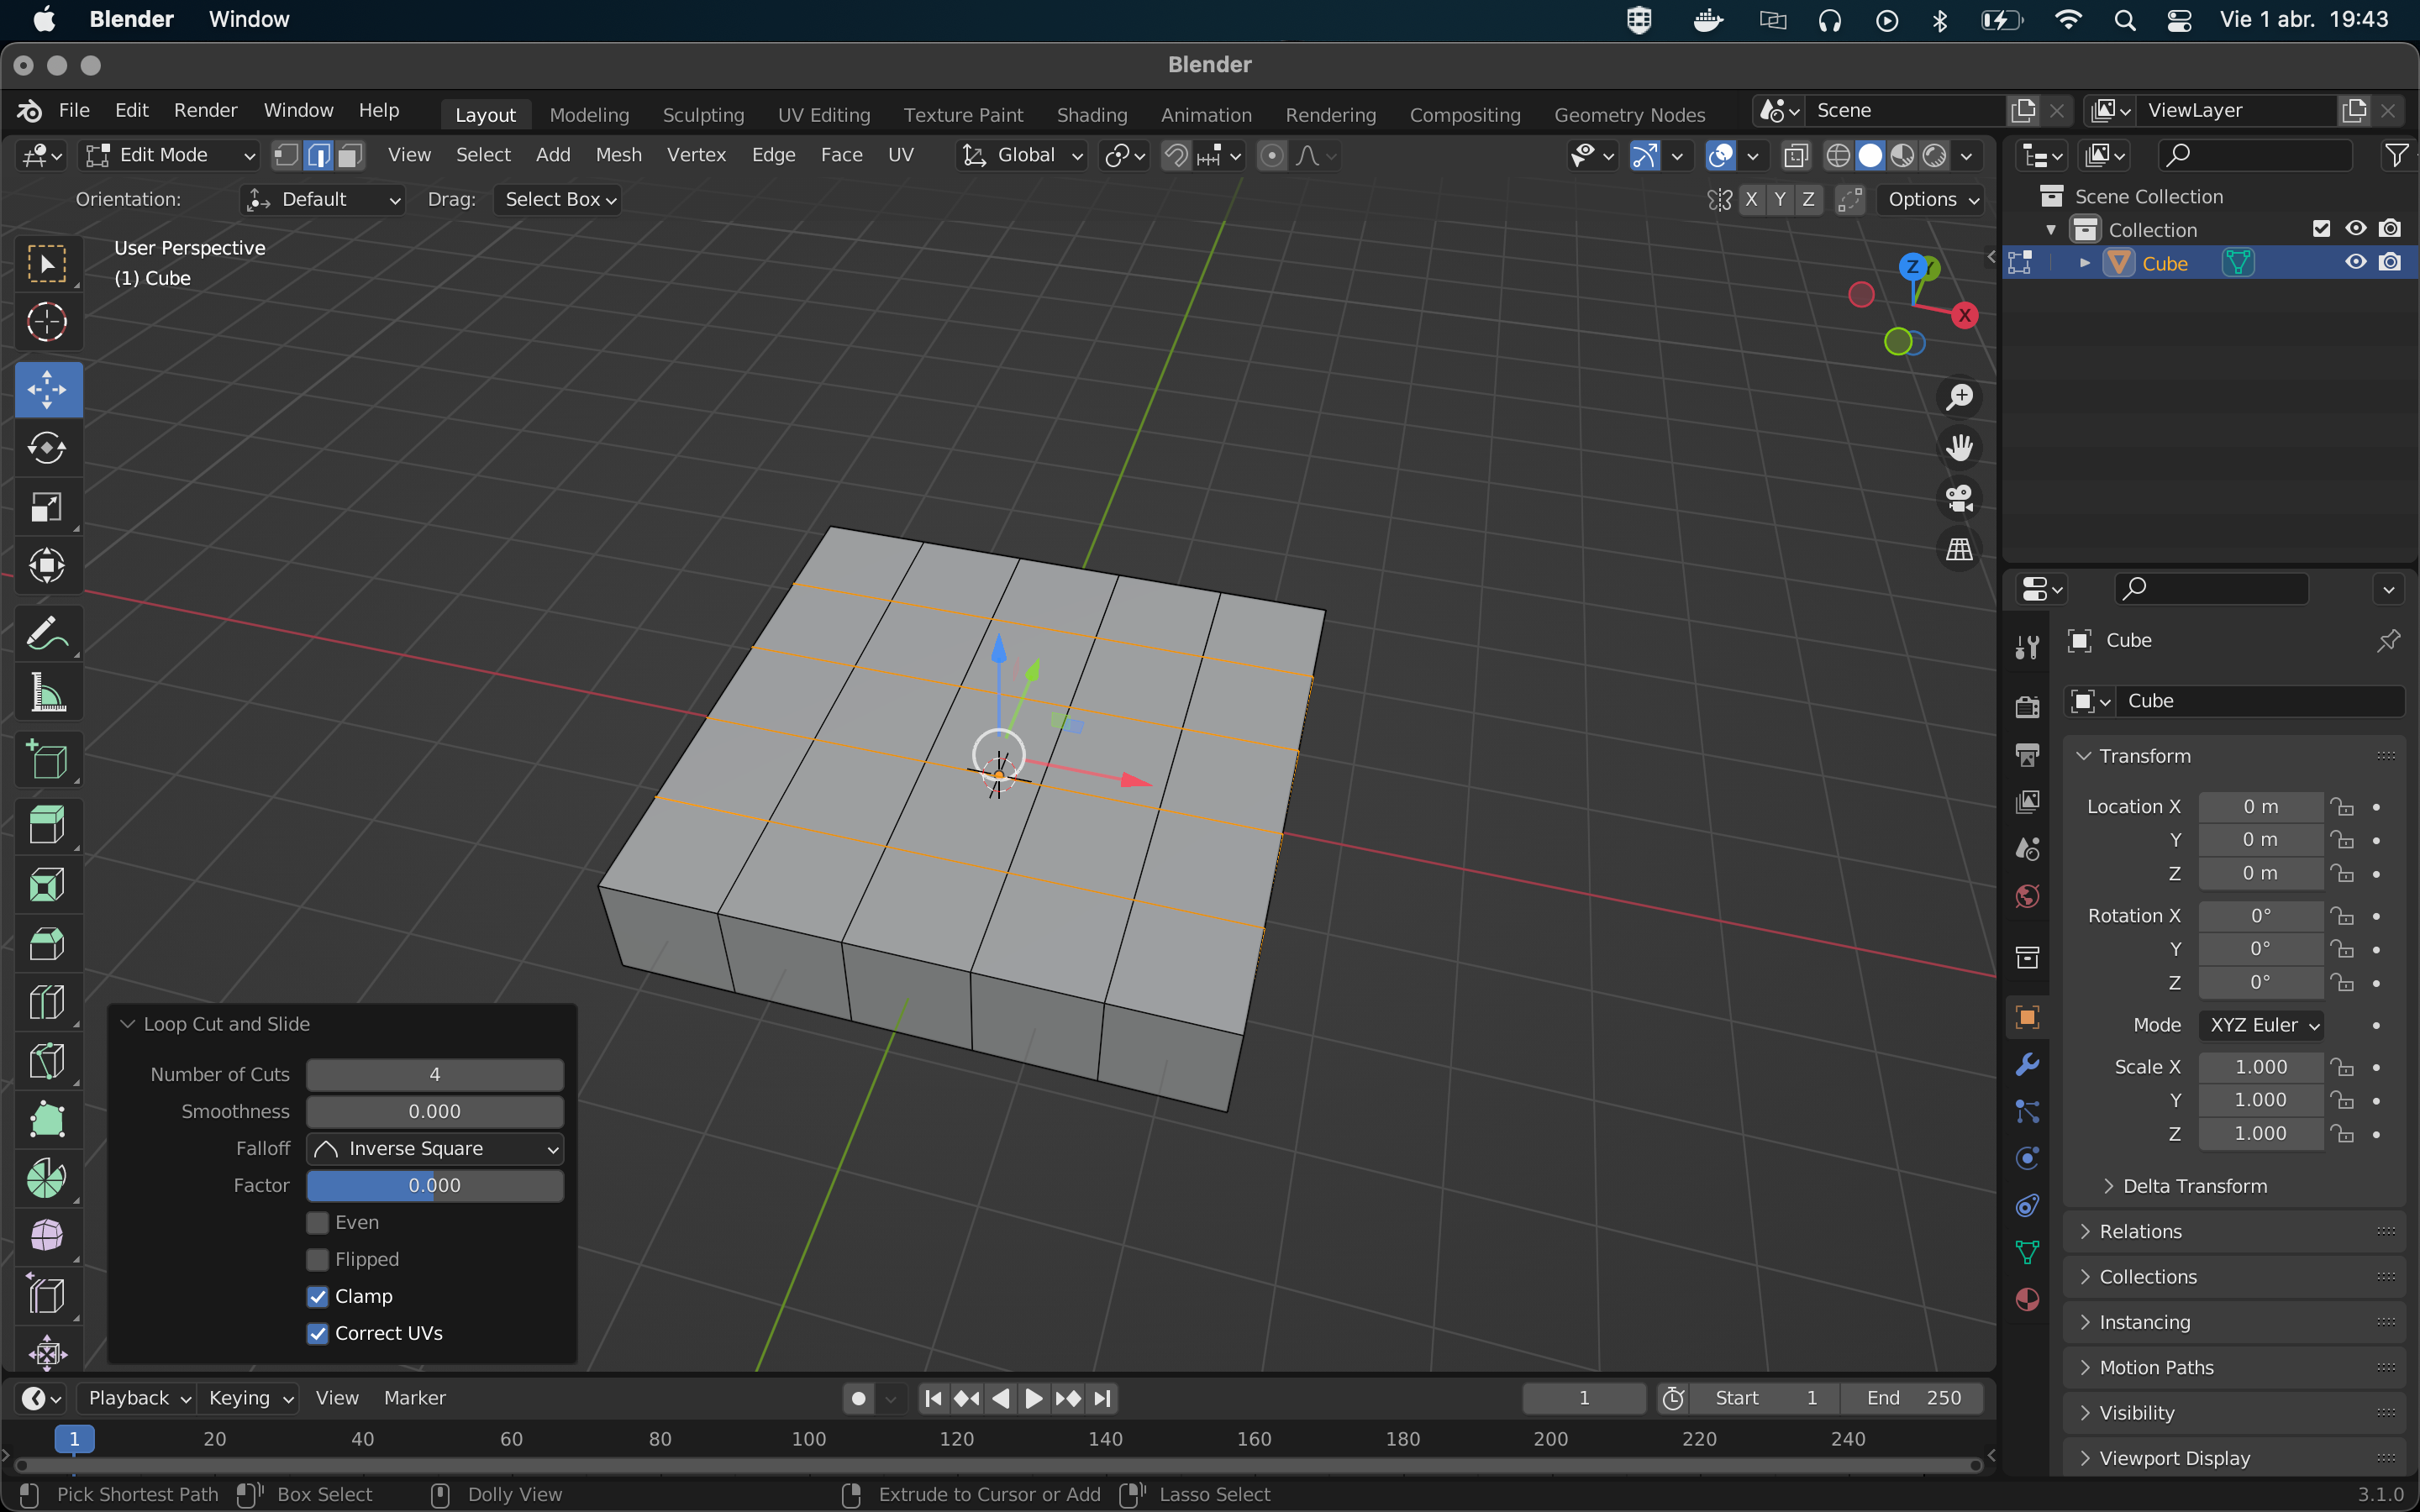 Blender Window Vie 1 abr. 19:43
Blender
File Edit Render Window Help Layout Modeling Sculpting UV Editing Texture Paint Shading Animation Rendering Compositing Geometry Nodes Scene ViewLayer
Edit Mode View Select Add Mesh Vertex Edge Face UV Global
Orientation: Default Drag: Select Box X Y Z Options
User Perspective
(1) Cube
Z Y
X
Scene Collection
Collection
Cube
Cube
Cube
Transform
Location X 0 m
Y 0 m
Z 0 m
Rotation X 0°
Y 0°
Z 0°
Mode XYZ Euler
Scale X 1.000
Y 1.000
Z 1.000
Delta Transform
Relations
Collections
Instancing
Motion Paths
Visibility
Viewport Display
Loop Cut and Slide
Number of Cuts 4
Smoothness 0.000
Falloff Inverse Square
Factor 0.000
Even
Flipped
Clamp
Correct UVs
Playback Keying View Marker 1 Start 1 End 250
1 20 40 60 80 100 120 140 160 180 200 220 240
Pick Shortest Path Box Select Dolly View Extrude to Cursor or Add Lasso Select 3.1.0